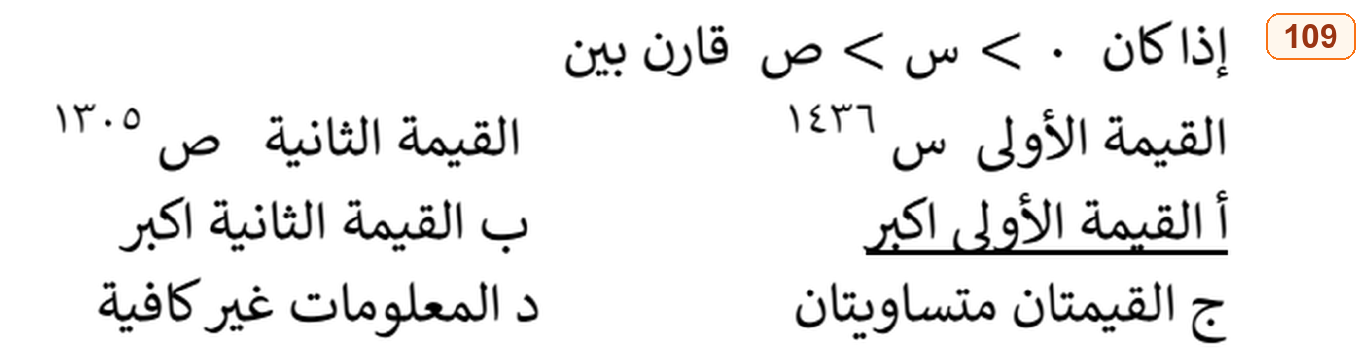 109
إذا كان ٠ > س > ص قارن بين
القيمة الأولى س ^١٤٣٦ القيمة الثانية ص ^١٣٠٥
أ القيمة الأولى اكبر ب القيمة الثانية اكبر
ج القيمتان متساويتان د المعلومات غير كافية